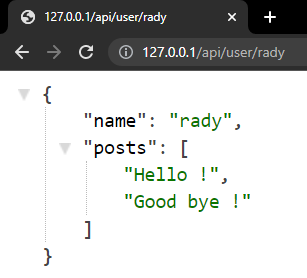 127.0.0.1/api/user/rady
127.0.0.1/api/user/rady
{
"name": "rady",
"posts": [
"Hello !",
"Good bye !"
]
}